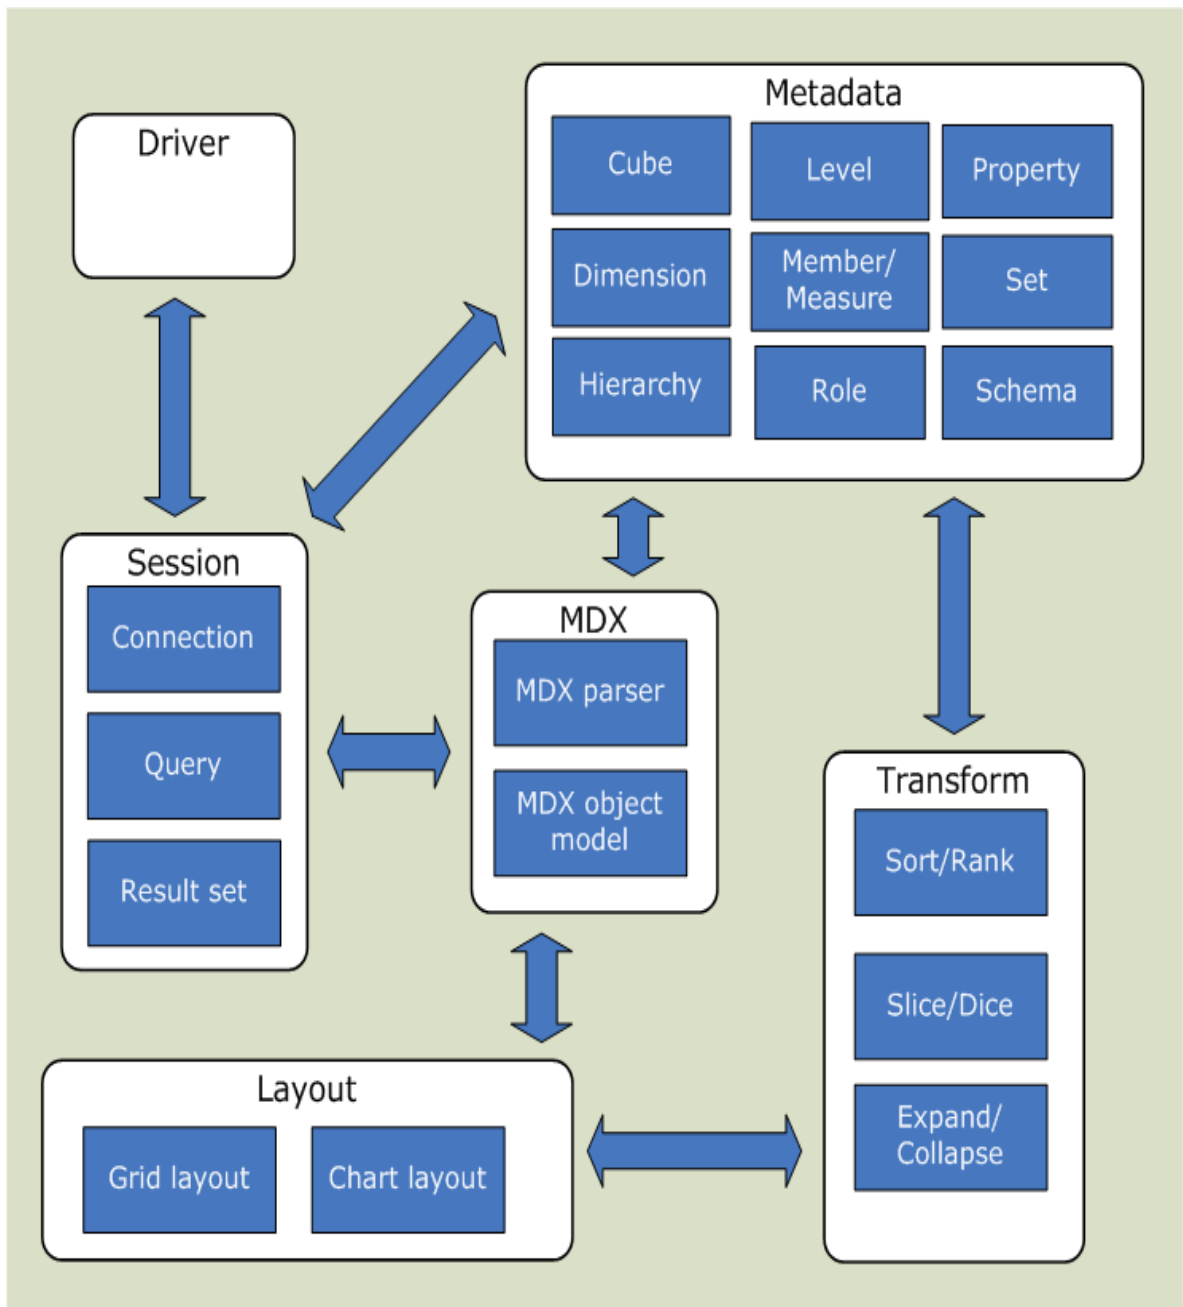 Driver
Metadata
Cube
Level
Property
Dimension
Member/
Measure
Set
Hierarchy
Role
Schema
Session
Connection
Query
Result set
MDX
MDX parser
MDX object
model
Transform
Sort/Rank
Slice/Dice
Expand/
Collapse
Layout
Grid layout
Chart layout